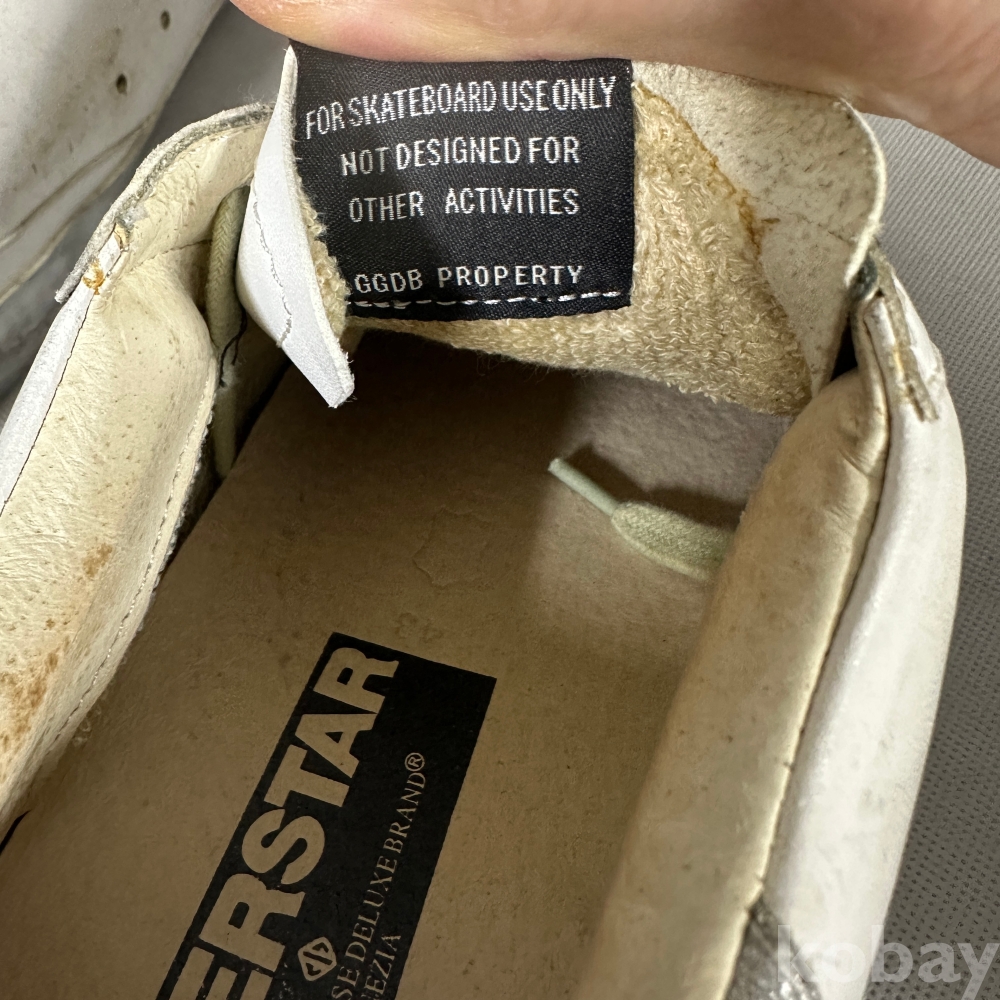 FOR SKATEBOARD USE ONLY
NOT DESIGNED FOR
OTHER ACTIVITIES
GGDB PROPERTY
ERSTAR
SE DELUXE BRAND®
EZIA
kobay